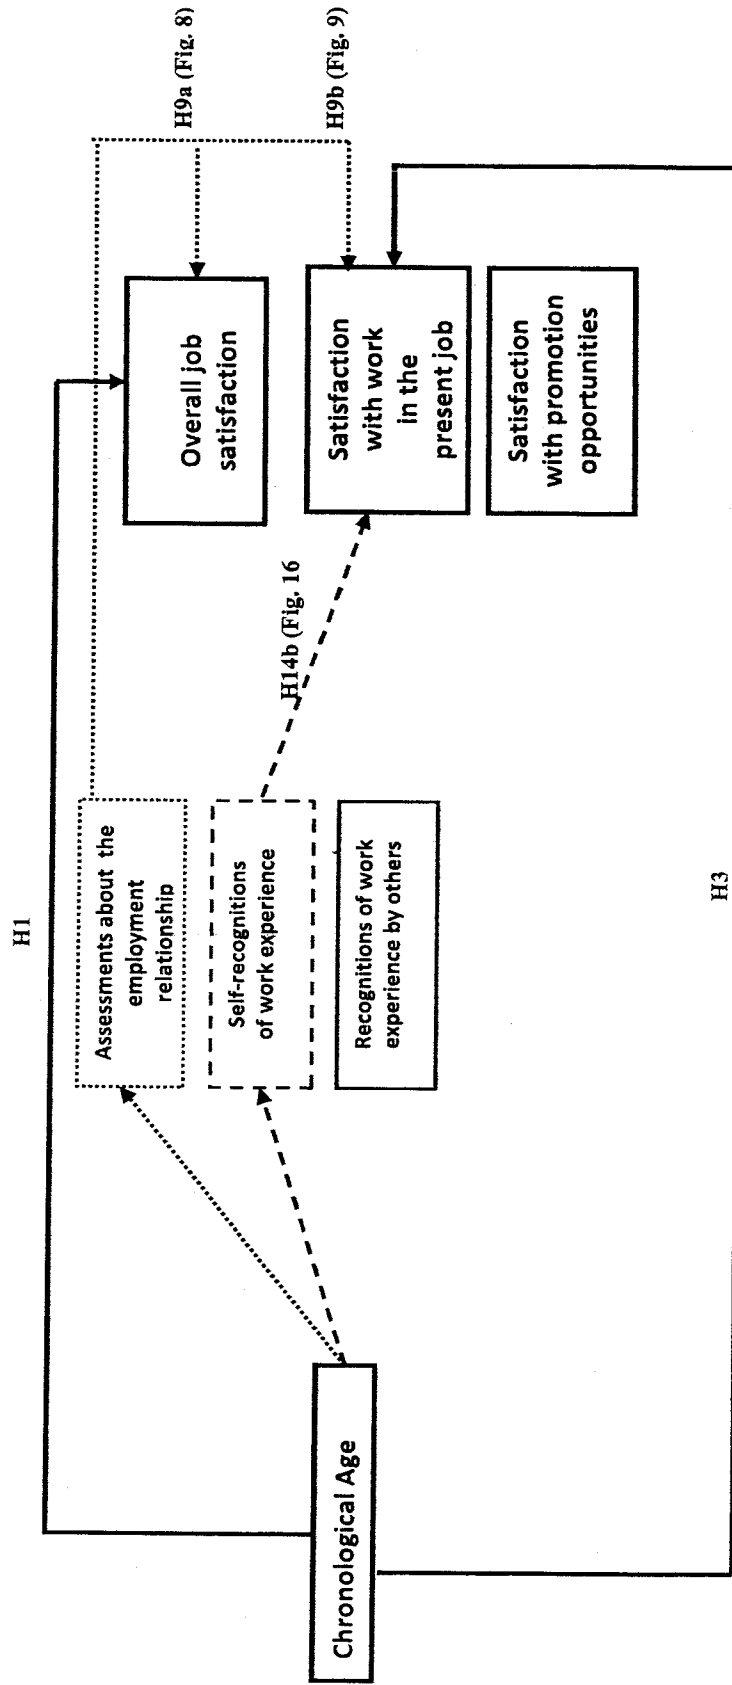 H1
Assessments about the
employment
relationship
H9a (Fig. 8)
Overall job
satisfaction
Self-recognitions
of work experience
H14b (Fig. 16
H9b (Fig. 9)
Chronological Age
Recognitions of work
experience by others
Satisfaction
with work
in the
present job
Satisfaction
with promotion
opportunities
H3